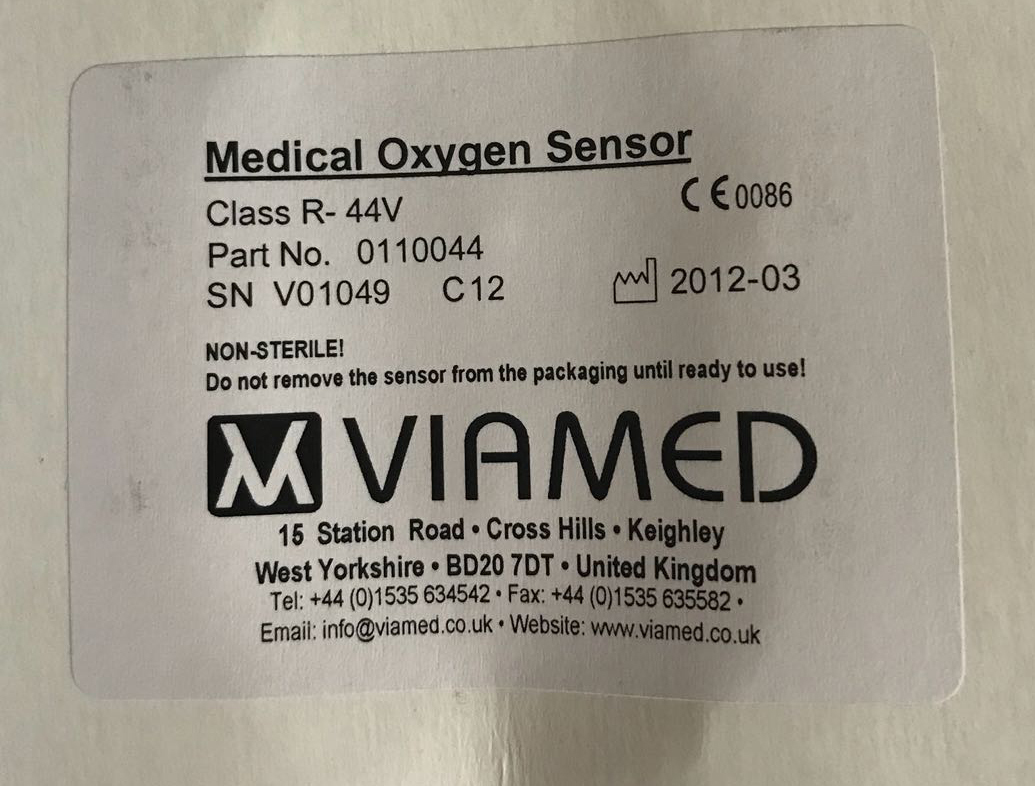 Medical Oxygen Sensor
Class R- 44V
CE0086
Part No. 0110044
SN V01049 C12
2012-03
NON-STERILE!
Do not remove the sensor from the packaging until ready to use!
VIAMED
15 Station Road • Cross Hills • Keighley
West Yorkshire • BD20 7DT • United Kingdom
Tel: +44 (0)1535 634542 • Fax: +44 (0)1535 635582 •
Email: info@viamed.co.uk • Website: www.viamed.co.uk